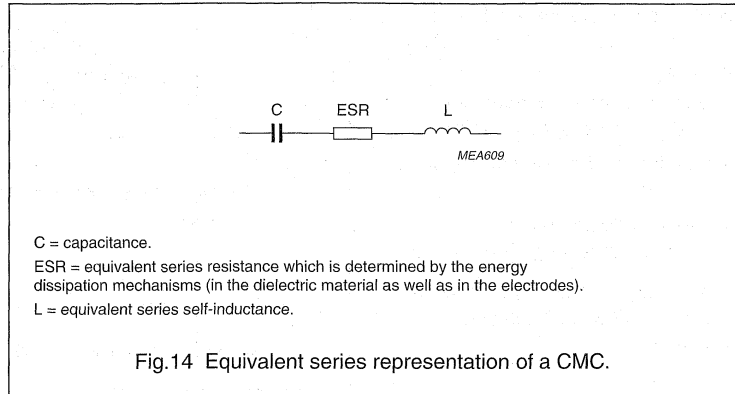 C ESR L
MEA609
C = capacitance.
ESR = equivalent series resistance which is determined by the energy
dissipation mechanisms (in the dielectric material as well as in the electrodes).
L = equivalent series self-inductance.
Fig.14 Equivalent series representation of a CMC.